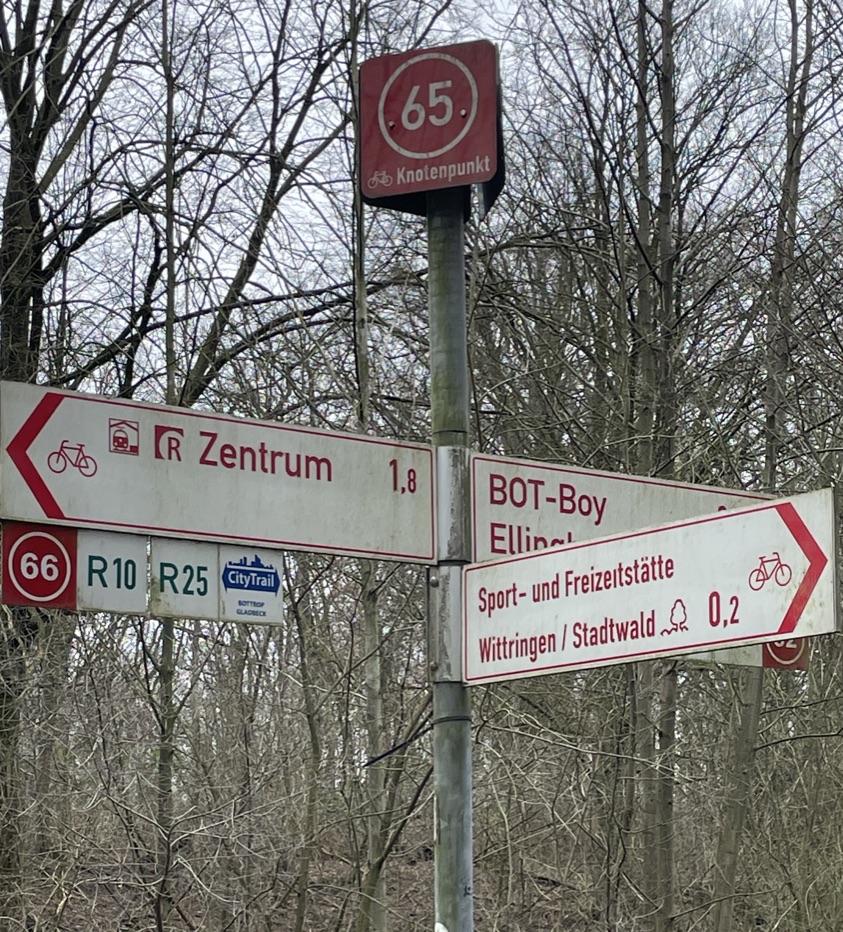 65
Knotenpunkt
R Zentrum 1,8
66 R10 R25 CityTrail
BOTTROP
GLADBECK
BOT-Boy
Sport- und Freizeitstätte
Wittringen / Stadtwald 0,2